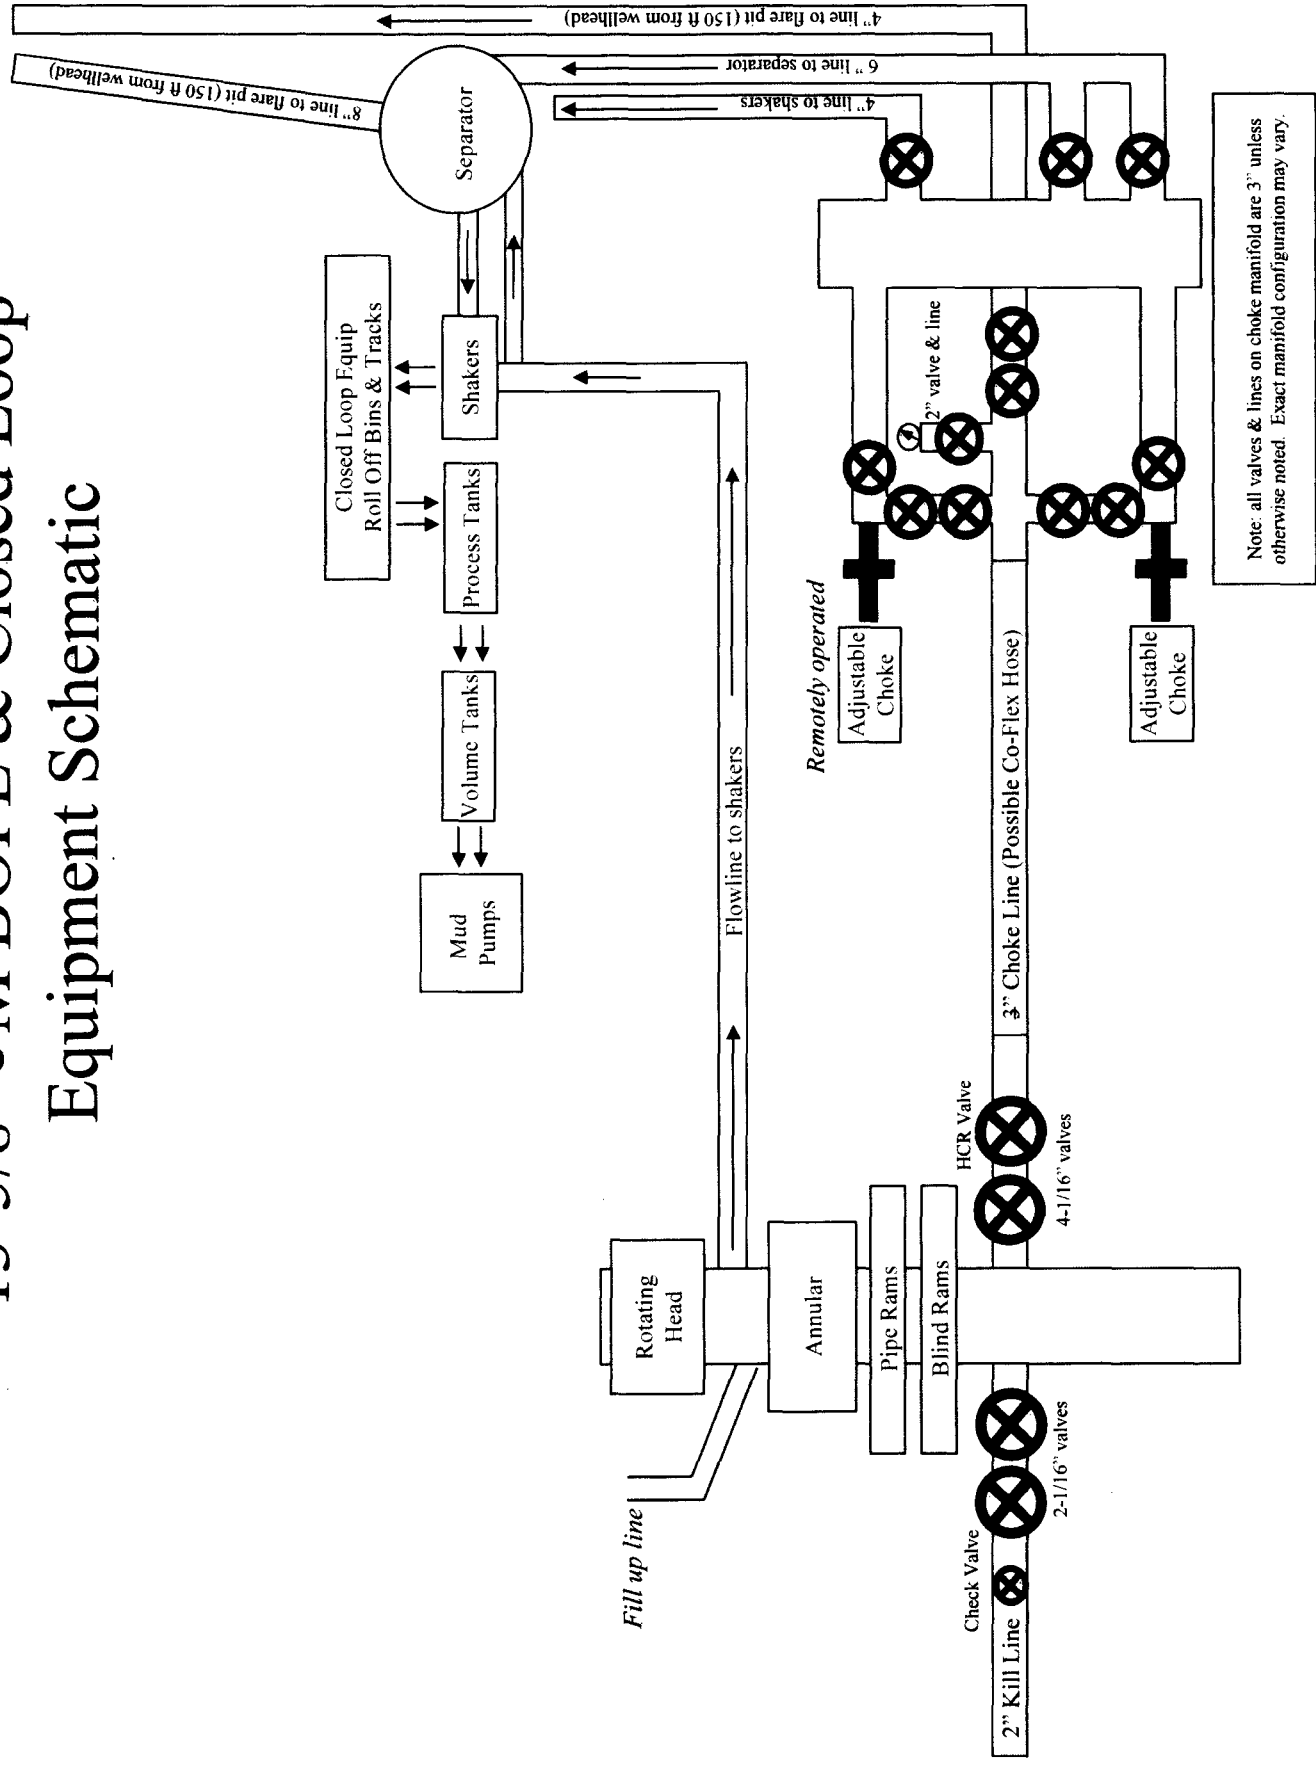 Equipment Schematic
4" line to flare pit (150 ft from wellhead)
8" line to flare pit (150 ft from wellhead)
6" line to separator
4" line to shakers
Separator
Closed Loop Equip
Roll Off Bins & Tracks
Shakers
Process Tanks
Volume Tanks
Mud
Pumps
Flowline to shakers
Rotating
Head
Fill up line
Annular
Pipe Rams
Blind Rams
Remotely operated
Adjustable
Choke
2" valve & line
HCR Valve
3" Choke Line (Possible Co-Flex Hose)
4-1/16" valves
Check Valve
2" Kill Line
2-1/16" valves
Adjustable
Choke
Note: all valves & lines on choke manifold are 3" unless
otherwise noted. Exact manifold configuration may vary.